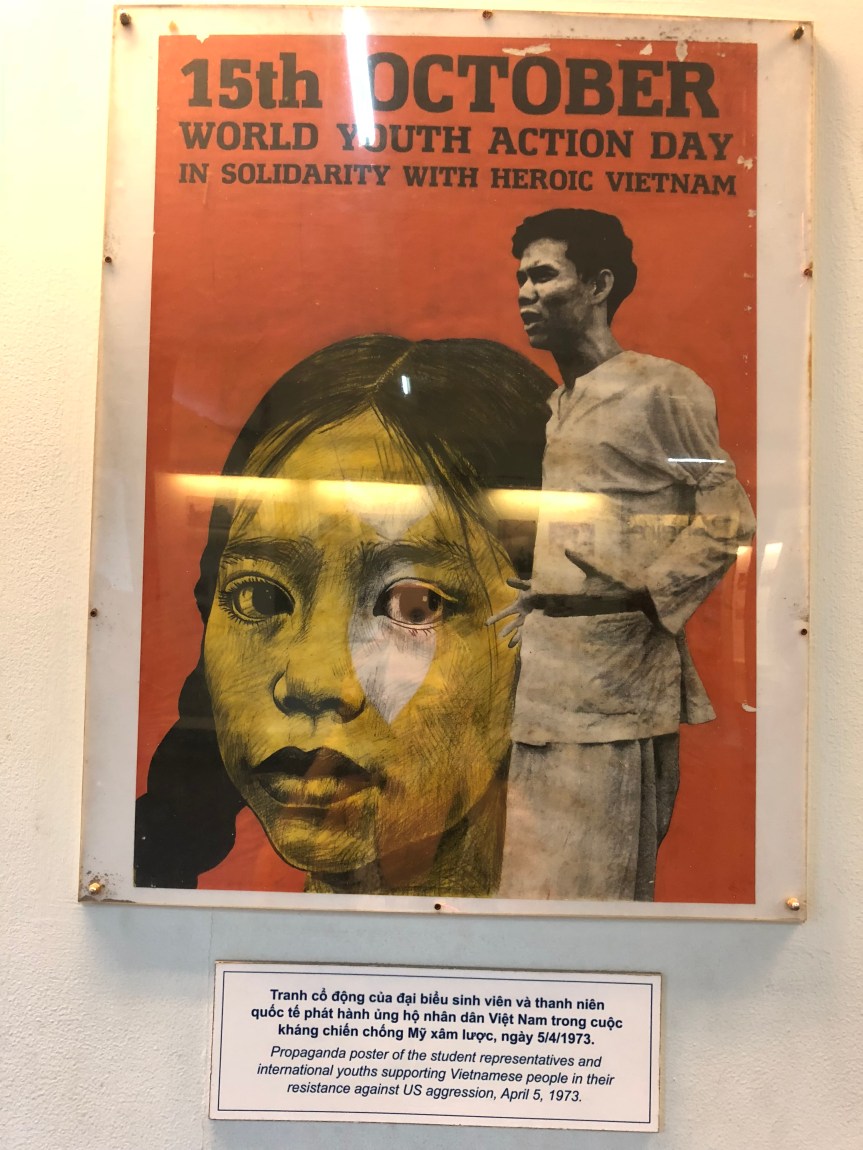 15th OCTOBER
WORLD YOUTH ACTION DAY
IN SOLIDARITY WITH HEROIC VIETNAM
Tranh cổ động của đại biểu sinh viên và thanh niên
quốc tế phát hành ủng hộ nhân dân Việt Nam trong cuộc
kháng chiến chống Mỹ xâm lược, ngày 5/4/1973.
Propaganda poster of the student representatives and
international youths supporting Vietnamese people in their
resistance against US aggression, April 5, 1973.